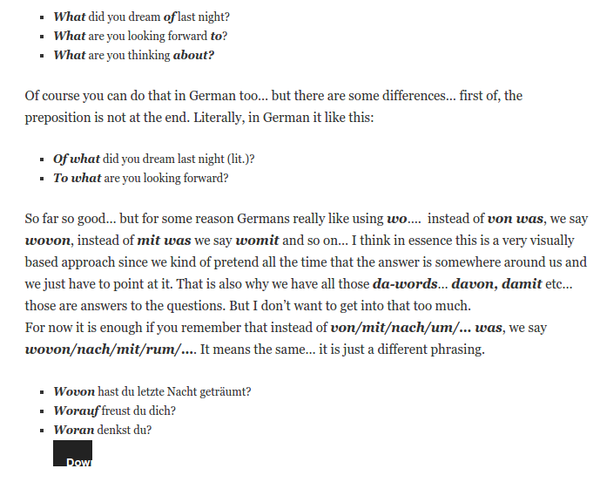 What did you dream of last night?
What are you looking forward to?
What are you thinking about?
Of course you can do that in German too... but there are some differences... first of, the
preposition is not at the end. Literally, in German it like this:
Of what did you dream last night (lit.)?
To what are you looking forward?
So far so good... but for some reason Germans really like using wo.... instead of von was, we say
wovon, instead of mit was we say womit and so on... I think in essence this is a very visually
based approach since we kind of pretend all the time that the answer is somewhere around us and
we just have to point at it. That is also why we have all those da-words... davon, damit etc...
those are answers to the questions. But I don't want to get into that too much.
For now it is enough if you remember that instead of von/mit/nach/um/... was, we say
wovon/nach/mit/rum/.... It means the same... it is just a different phrasing.
Wovon hast du letzte Nacht geträumt?
Worauf freust du dich?
Woran denkst du?